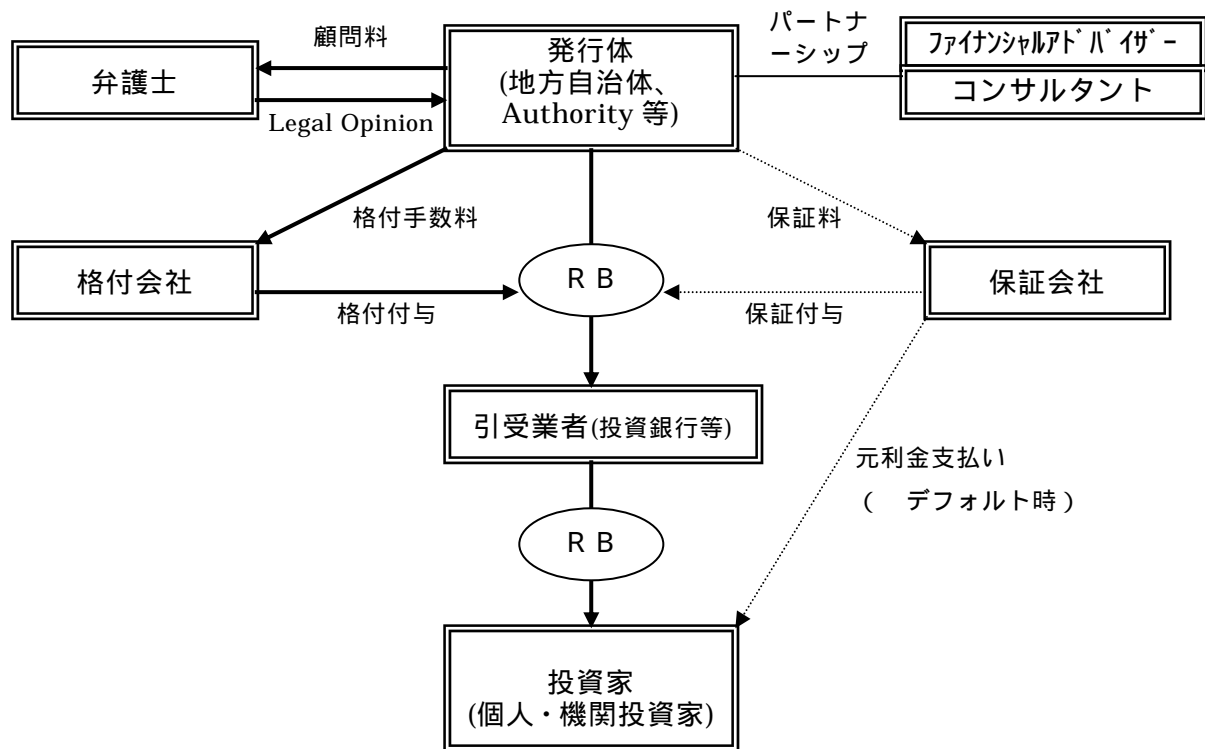 顧問料
弁護士
Legal Opinion
発行体
(地方自治体、
Authority 等)
パートナ
ーシップ
ﾌｧｲﾅﾝｼｬﾙｱﾄﾞﾊﾞｲｻﾞｰ
コンサルタント
格付手数料
保証料
格付会社
格付付与
ＲＢ
保証付与
保証会社
引受業者(投資銀行等)
元利金支払い
（　デフォルト時）
ＲＢ
投資家
(個人・機関投資家)